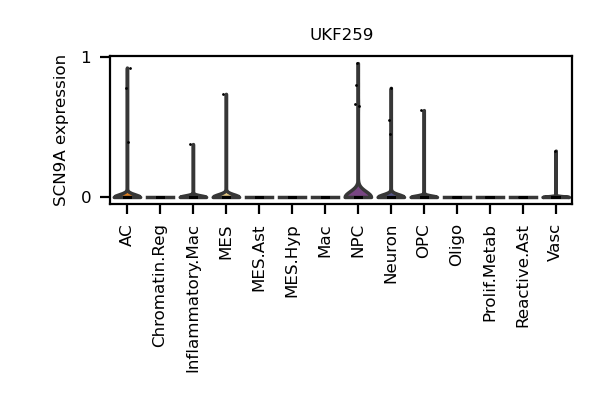 UKF259
SCN9A expression
1
0
AC
Chromatin.Reg
Inflammatory.Mac
MES
MES.Ast
MES.Hyp
Mac
NPC
Neuron
OPC
Oligo
Prolif.Metab
Reactive.Ast
Vasc